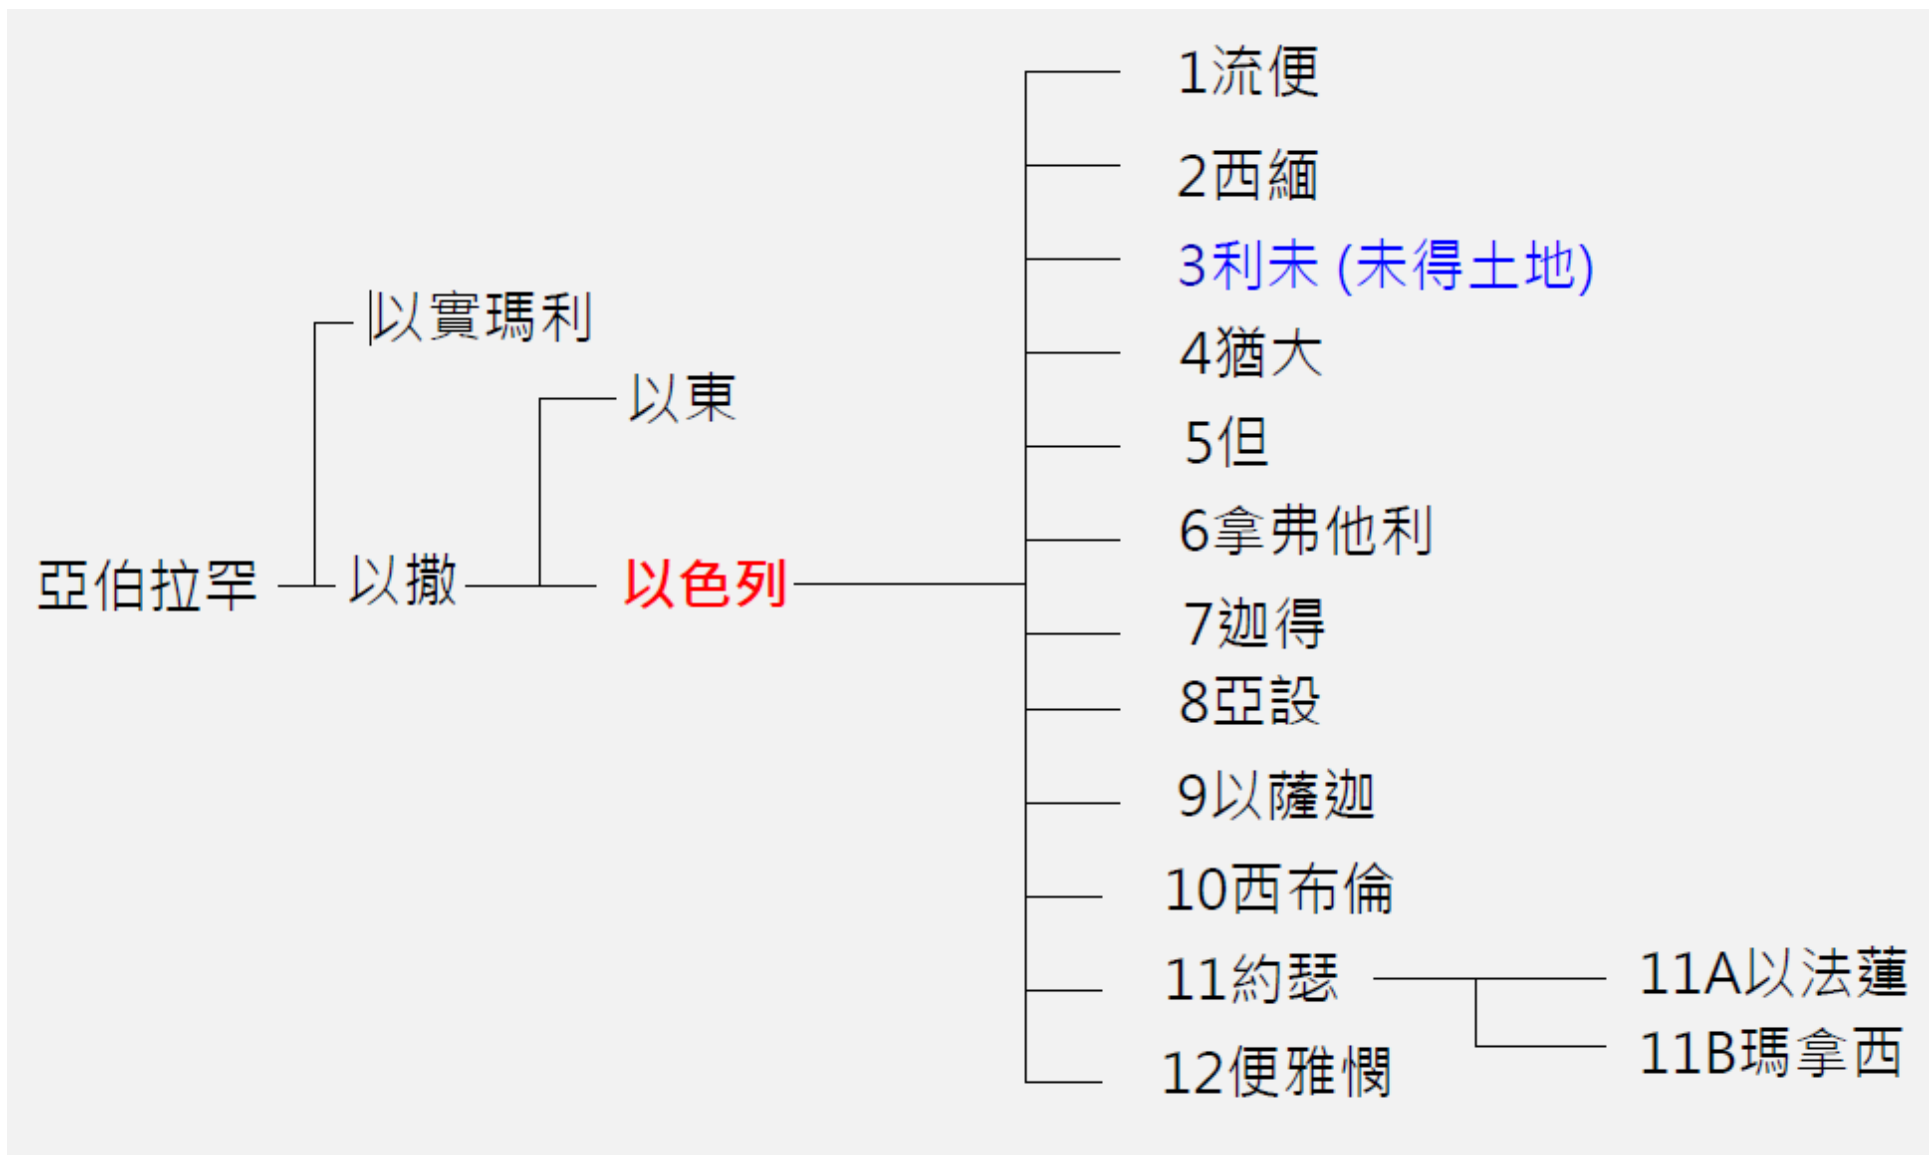 1流便
2西緬
3利未 (未得土地)
以實瑪利
4猶大
以東
5但
6拿弗他利
亞伯拉罕
以撒
以色列
7迦得
8亞設
9以薩迦
10西布倫
11約瑟
11A以法蓮
11B瑪拿西
12便雅憫